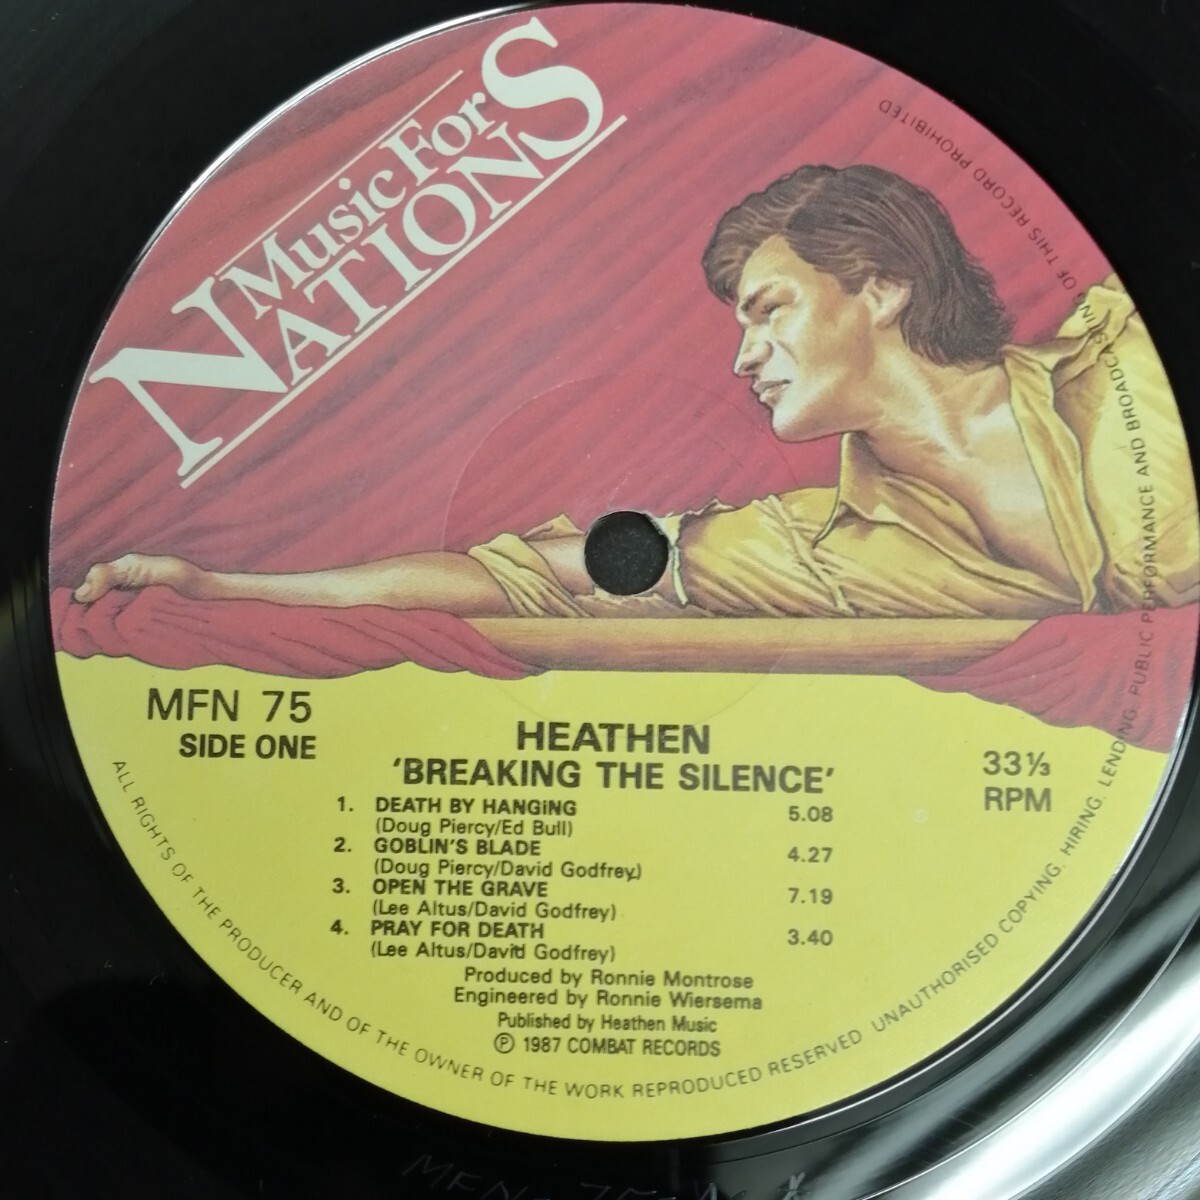 Music For
NATIONS
MFN 75
SIDE ONE
HEATHEN
'BREAKING THE SILENCE'
33⅓
RPM
1. DEATH BY HANGING 5.08
(Doug Piercy/Ed Bull)
2. GOBLIN'S BLADE 4.27
(Doug Piercy/David Godfrey)
3. OPEN THE GRAVE 7.19
(Lee Altus/David Godfrey)
4. PRAY FOR DEATH 3.40
(Lee Altus/David Godfrey)
Produced by Ronnie Montrose
Engineered by Ronnie Wiersema
Published by Heathen Music
Ⓟ 1987 COMBAT RECORDS
ALL RIGHTS OF THE PRODUCER AND OF THE OWNER OF THE WORK REPRODUCED RESERVED UNAUTHORISED COPYING, HIRING, LENDING, PUBLIC PERFORMANCE AND BROADCASTING OF THIS RECORD PROHIBITED
MFN